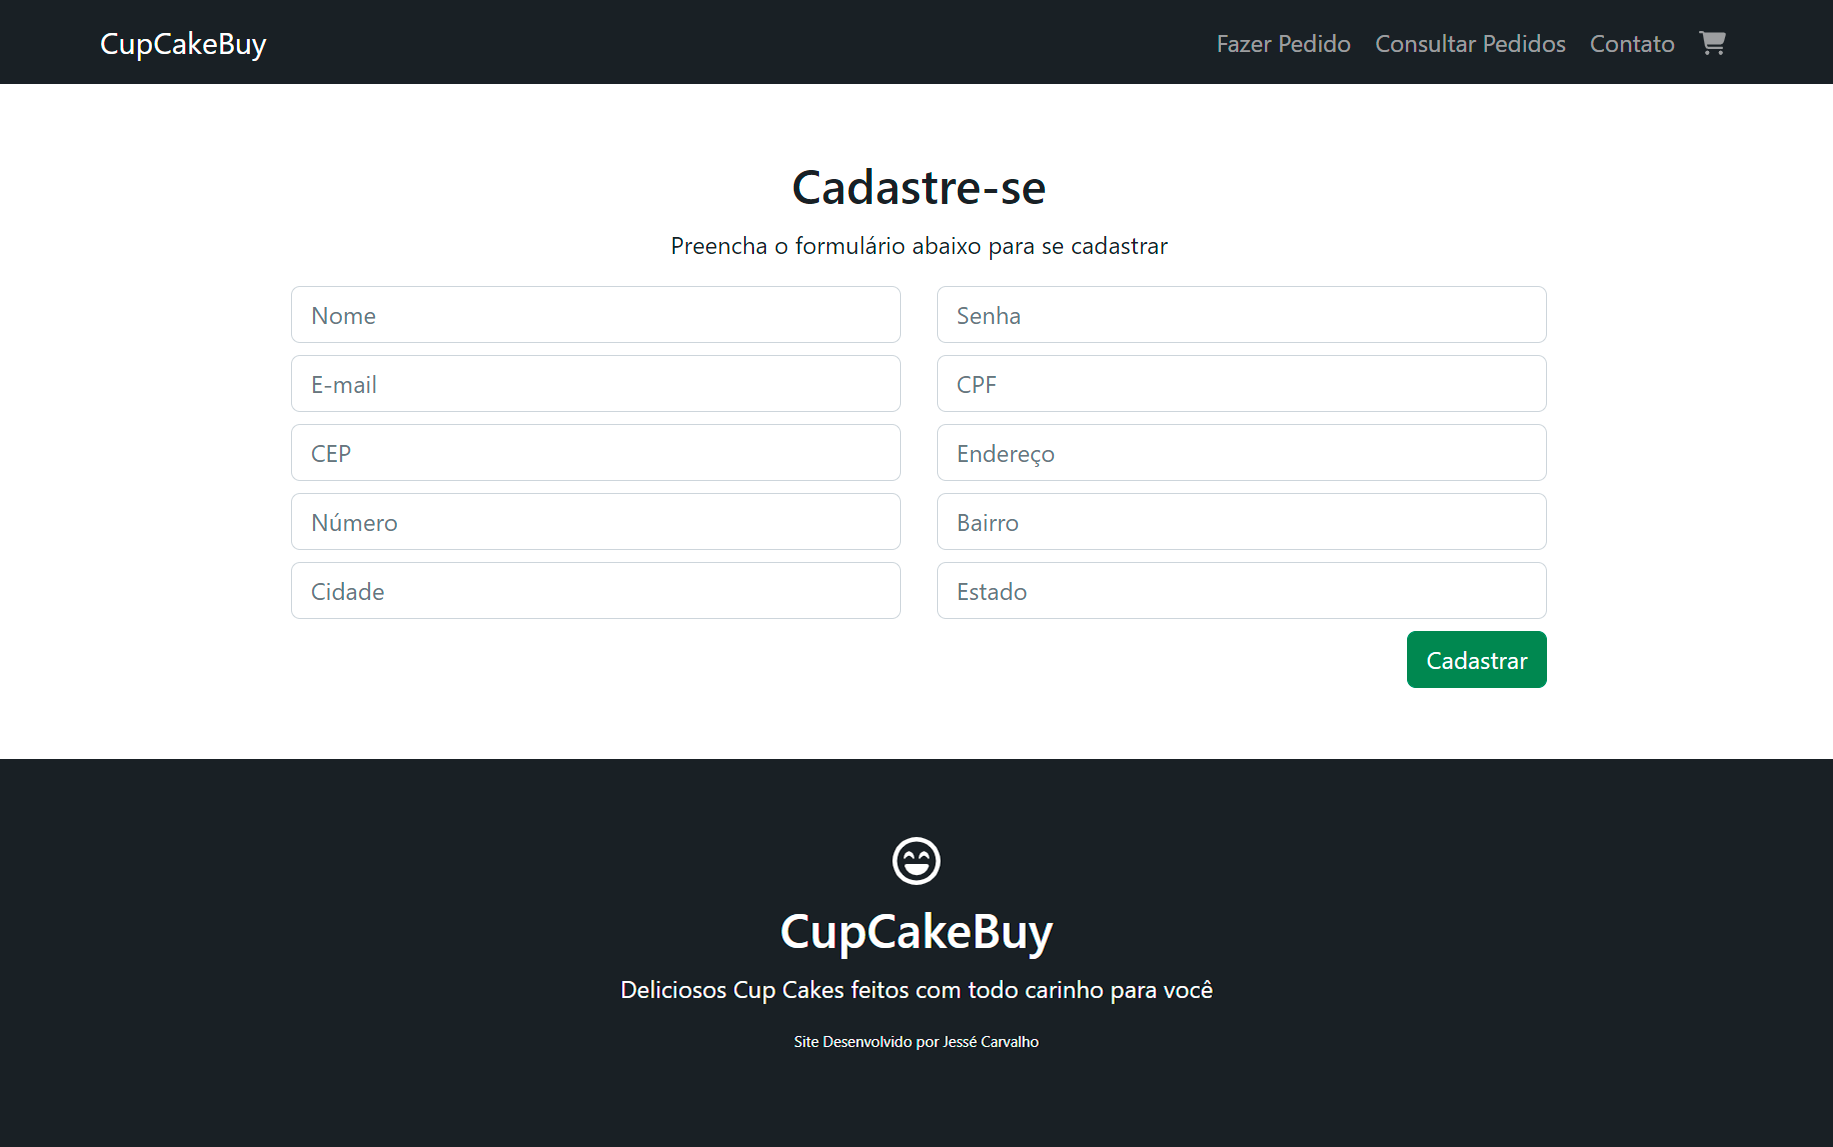 CupCakeBuy
Fazer Pedido Consultar Pedidos Contato
Cadastre-se
Preencha o formulário abaixo para se cadastrar
Nome Senha
E-mail CPF
CEP Endereço
Número Bairro
Cidade Estado
Cadastrar
CupCakeBuy
Deliciosos Cup Cakes feitos com todo carinho para você
Site Desenvolvido por Jessé Carvalho